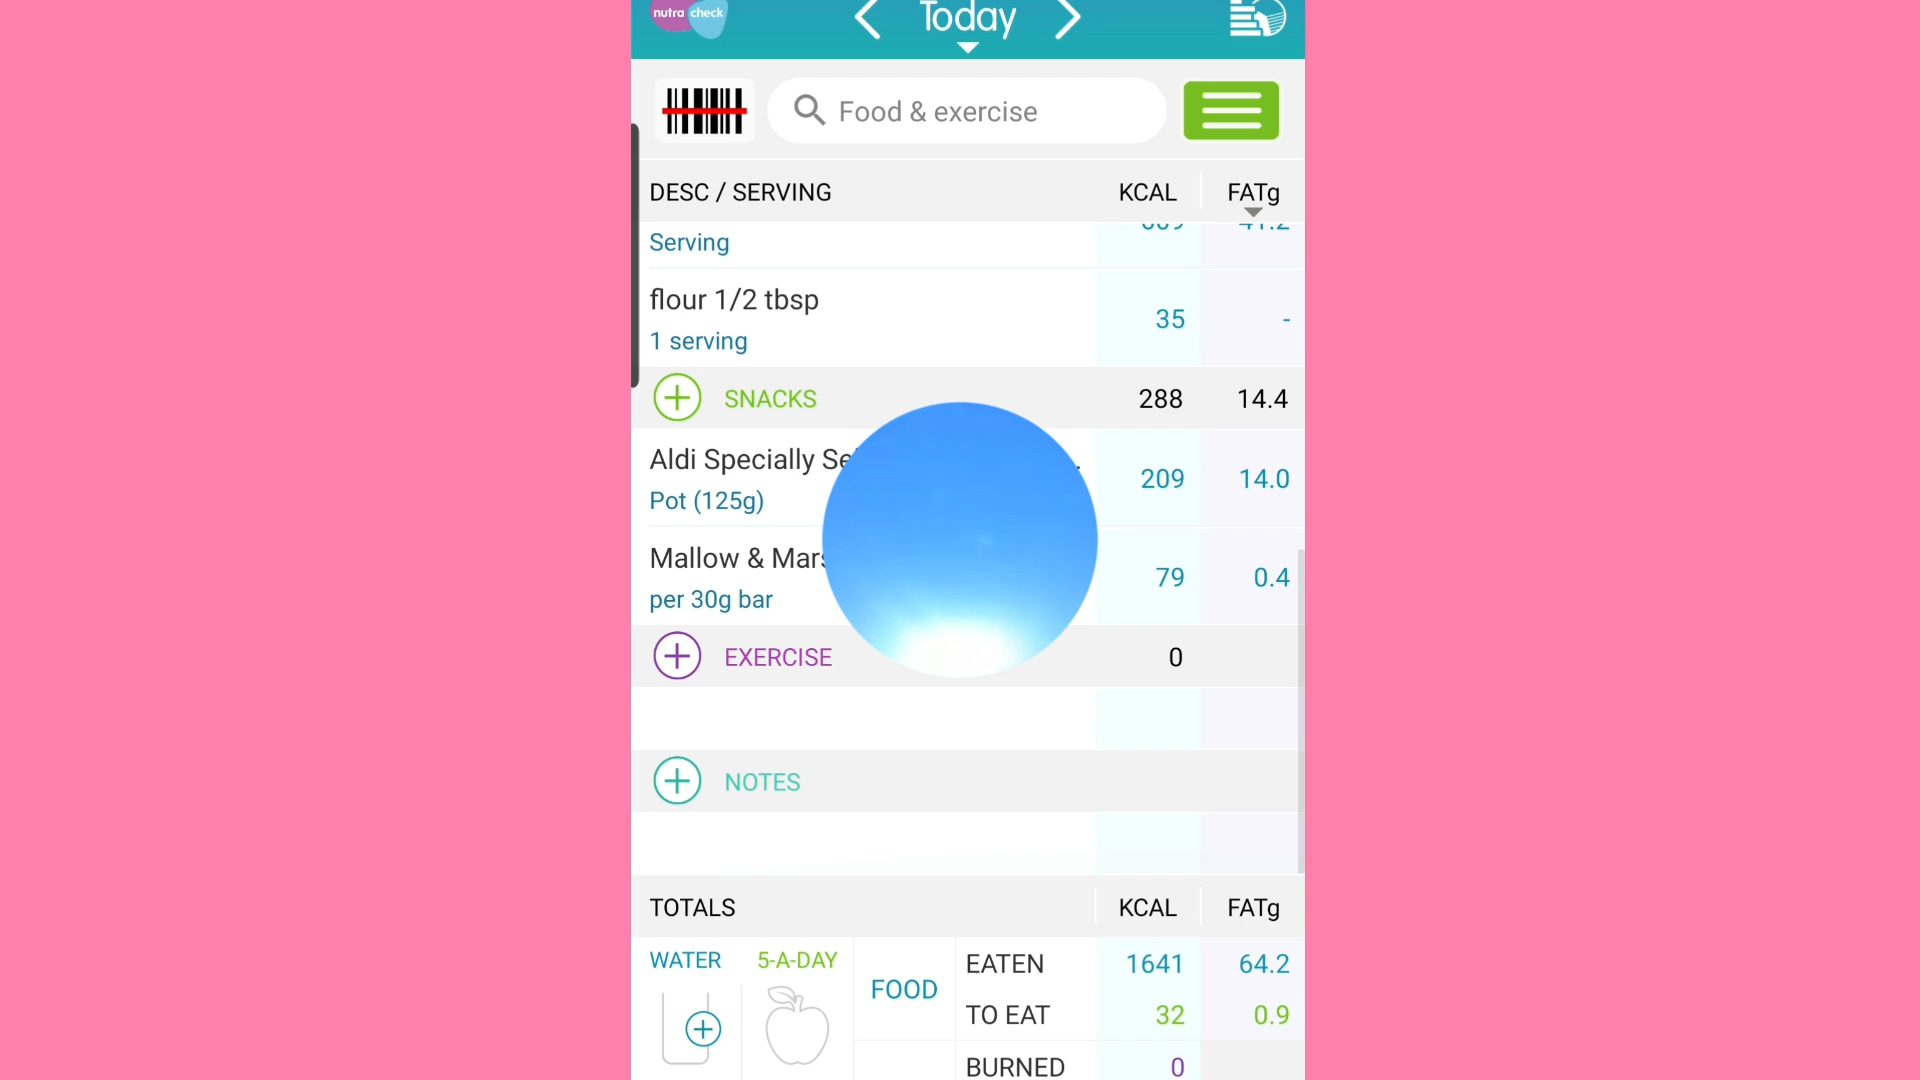 nutra check
Today
Food & exercise
DESC / SERVING KCAL FATg
Serving
flour 1/2 tbsp 35 -
1 serving
SNACKS 288 14.4
Aldi Specially 209 14.0
Pot (125g)
Mallow & 79 0.4
per 30g bar
EXERCISE 0
NOTES
TOTALS KCAL FATg
WATER 5-A-DAY FOOD EATEN 1641 64.2
TO EAT 32 0.9
BURNED 0